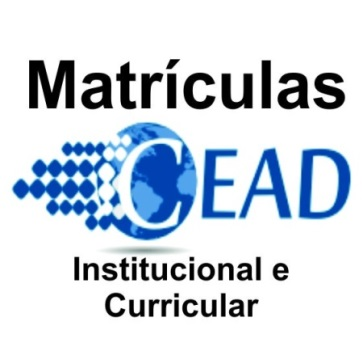 Matrículas
CEAD
Institucional e
Curricular